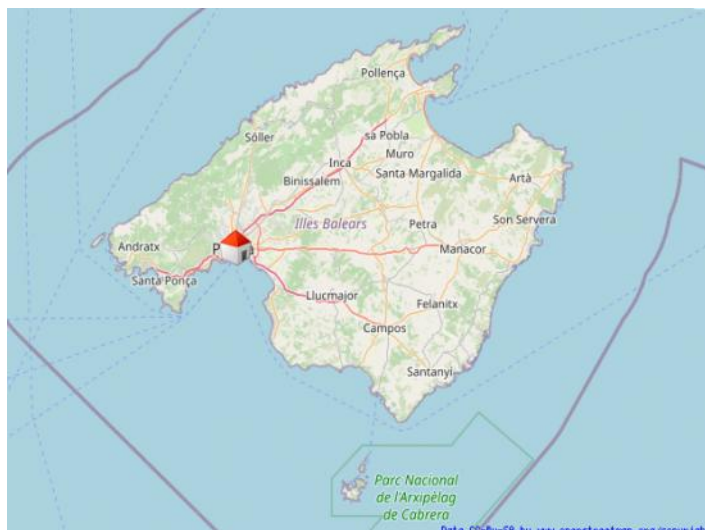 Pollença
sa Pobla
Sóller
Muro
Inca
Santa Margalida
Artà
Binissalem
Son Servera
Illes Balears
Petra
Andratx
Manacor
Santa Ponça
Llucmajor
Felanitx
Campos
Santanyí
Parc Nacional
de l'Arxipèlag
de Cabrera